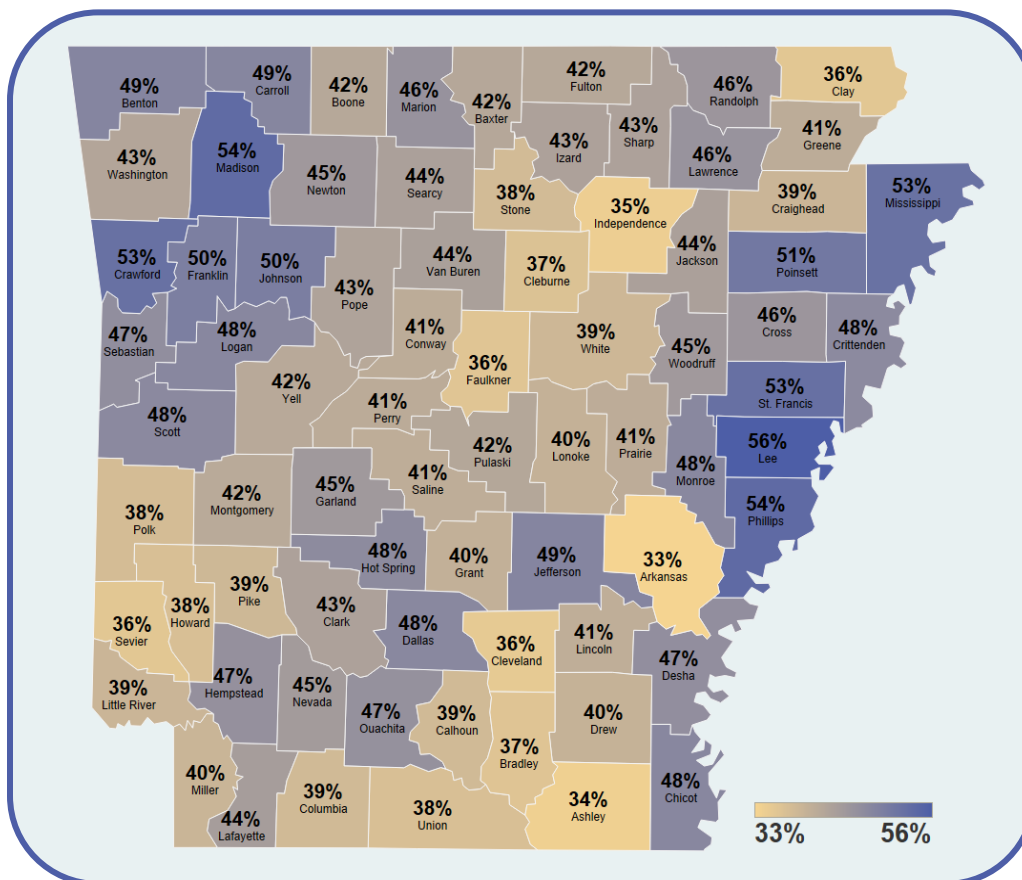 49%
Benton
49%
Carroll
42%
Boone
46%
Marion
42%
Baxter
42%
Fulton
46%
Randolph
36%
Clay
43%
Washington
54%
Madison
45%
Newton
44%
Searcy
38%
Stone
43%
Izard
43%
Sharp
46%
Lawrence
41%
Greene
35%
Independence
39%
Craighead
53%
Mississippi
53%
Crawford
50%
Franklin
50%
Johnson
43%
Pope
44%
Van Buren
37%
Cleburne
44%
Jackson
51%
Poinsett
47%
Sebastian
48%
Logan
41%
Conway
36%
Faulkner
39%
White
45%
Woodruff
46%
Cross
48%
Crittenden
48%
Scott
42%
Yell
41%
Perry
53%
St. Francis
42%
Pulaski
40%
Lonoke
41%
Prairie
48%
Monroe
56%
Lee
38%
Polk
42%
Montgomery
45%
Garland
41%
Saline
54%
Phillips
48%
Hot Spring
40%
Grant
49%
Jefferson
33%
Arkansas
36%
Sevier
38%
Howard
39%
Pike
43%
Clark
48%
Dallas
36%
Cleveland
41%
Lincoln
47%
Desha
39%
Little River
47%
Hempstead
45%
Nevada
47%
Ouachita
39%
Calhoun
37%
Bradley
40%
Drew
48%
Chicot
40%
Miller
44%
Lafayette
39%
Columbia
38%
Union
34%
Ashley
33% 56%